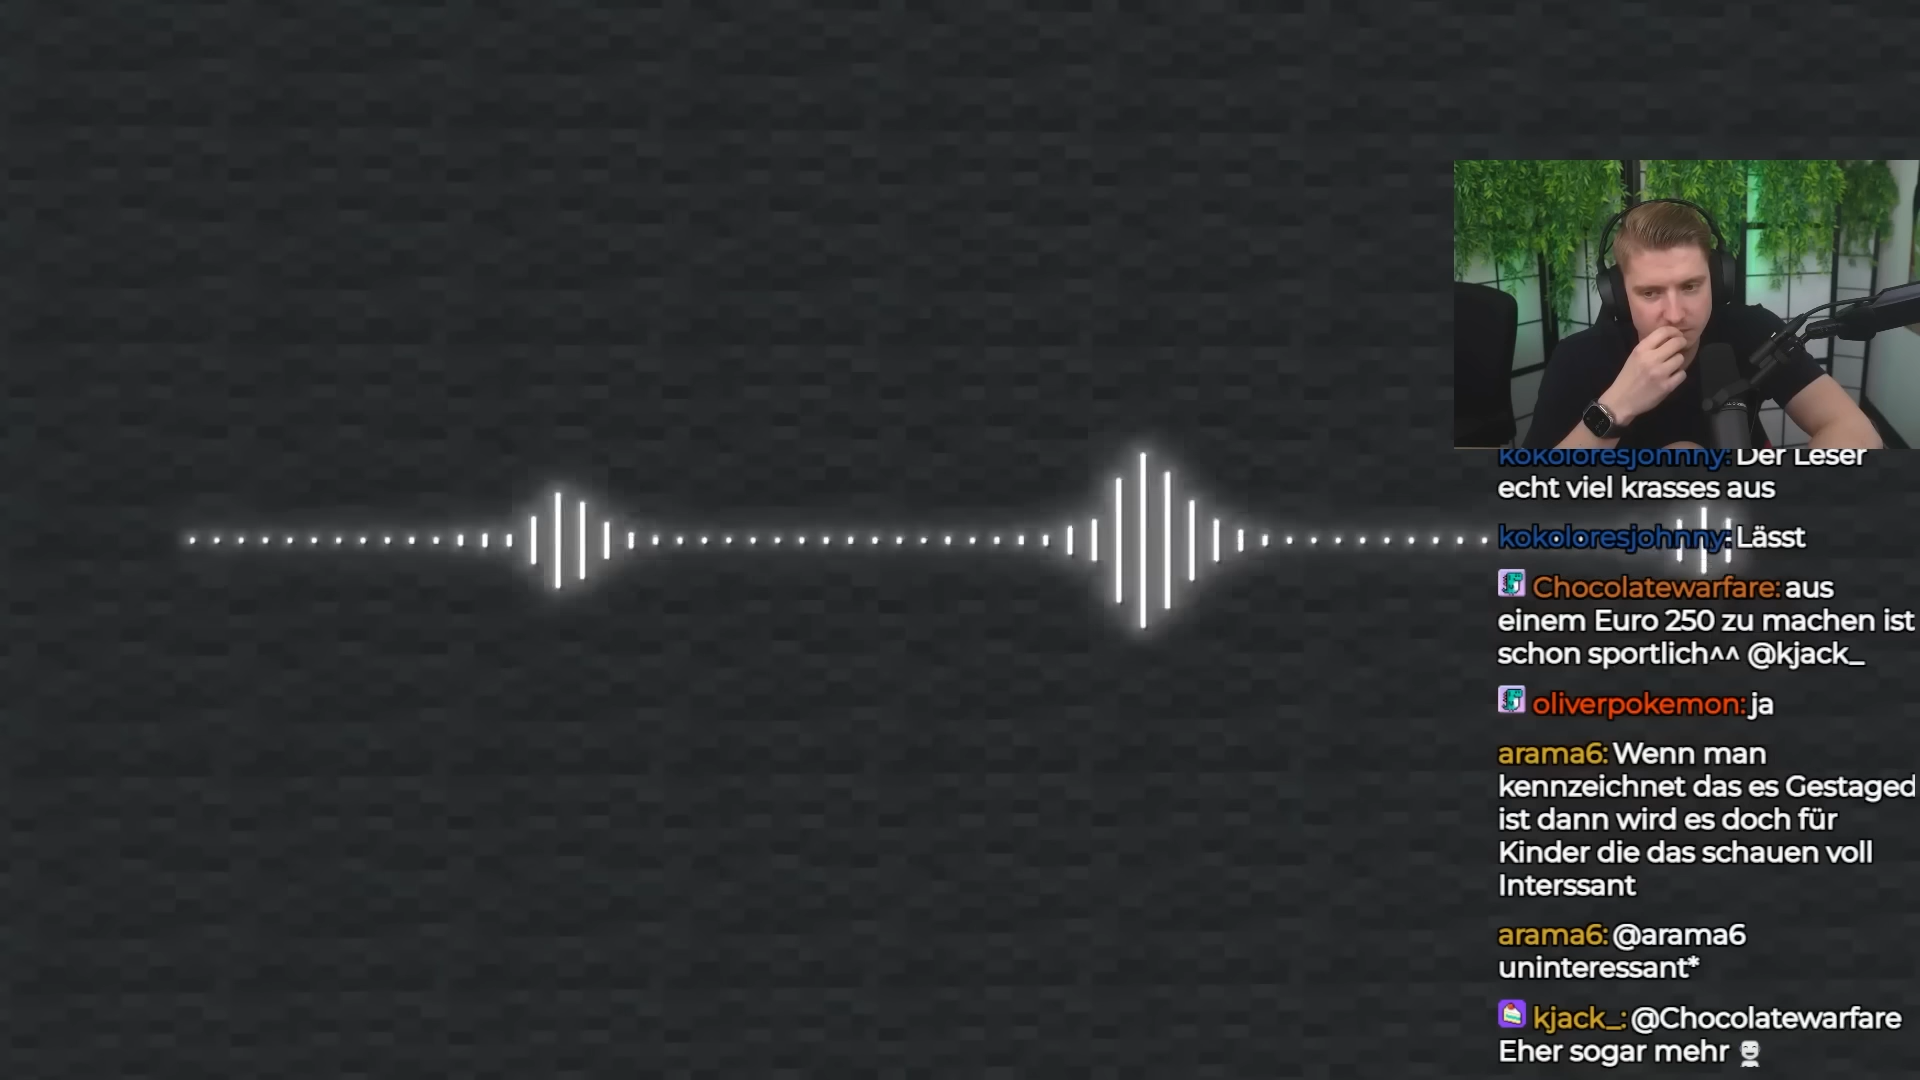 kokoloresjohnny: Der Leser
echt viel krasses aus
kokoloresjohnny: Lässt
Chocolatewarfare: aus
einem Euro 250 zu machen ist
schon sportlich^^ @kjack_
oliverpokemon: ja
arama6: Wenn man
kennzeichnet das es Gestaged
ist dann wird es doch für
Kinder die das schauen voll
Interssant
arama6: @arama6
uninteressant*
kjack_: @Chocolatewarfare
Eher sogar mehr